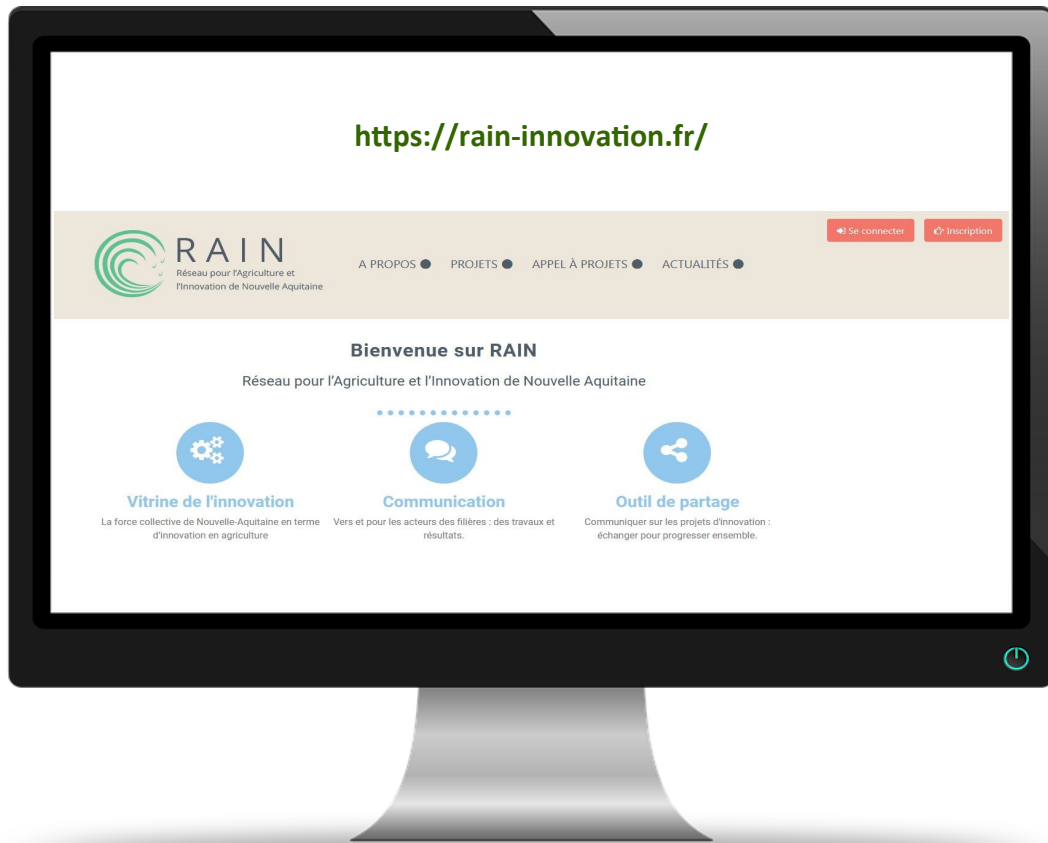 https://rain-innovation.fr/
Se connecter
Inscription
RAIN
Réseau pour l'Agriculture et
l'Innovation de Nouvelle Aquitaine
A PROPOS
PROJETS
APPEL À PROJETS
ACTUALITÉS
Bienvenue sur RAIN
Réseau pour l'Agriculture et l'Innovation de Nouvelle Aquitaine
Vitrine de l'innovation
La force collective de Nouvelle-Aquitaine en terme
d'innovation en agriculture
Communication
Vers et pour les acteurs des filières : des travaux et
résultats.
Outil de partage
Communiquer sur les projets d'innovation :
échanger pour progresser ensemble.